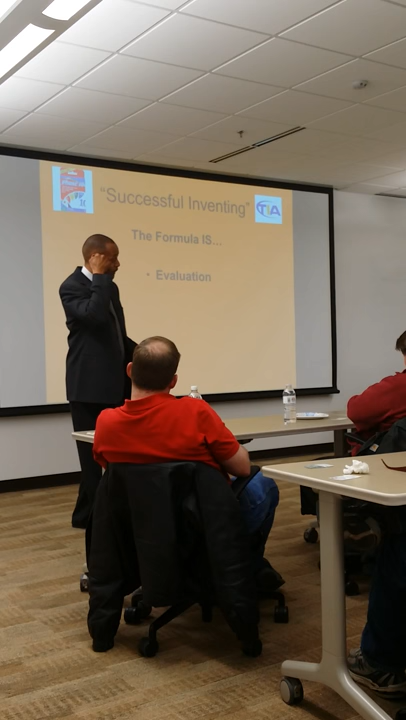 "Successful Inventing"
The Formula IS...
• Evaluation